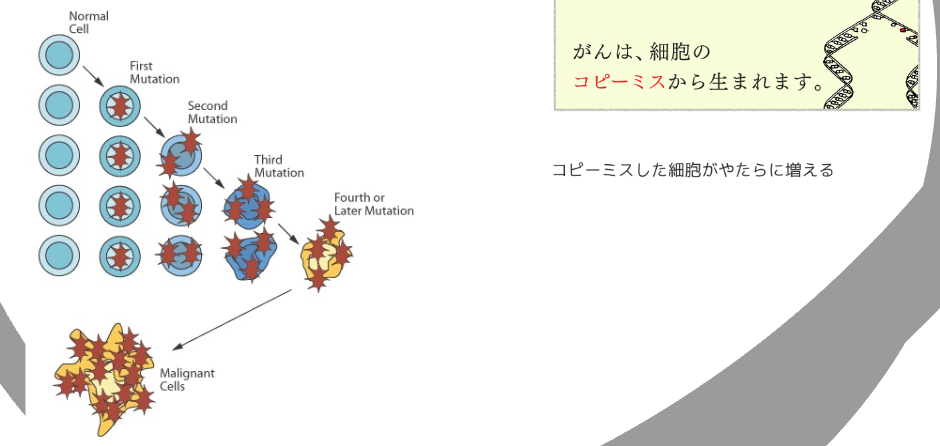 Normal
Cell
First
Mutation
Second
Mutation
Third
Mutation
Fourth or
Later Mutation
Malignant
Cells
がんは、細胞の
コピーミスから生まれます。
コピーミスした細胞がやたらに増える